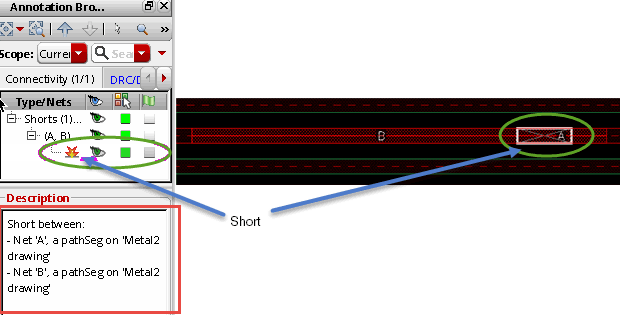 Annotation Bro...
»
Scope: Curre Sea
Connectivity (1/1) DRC/D
Type/Nets
Shorts (1)...
(A, B)
Description
Short between:
- Net 'A', a pathSeg on 'Metal2
drawing'
- Net 'B', a pathSeg on 'Metal2
drawing'
B
A
Short